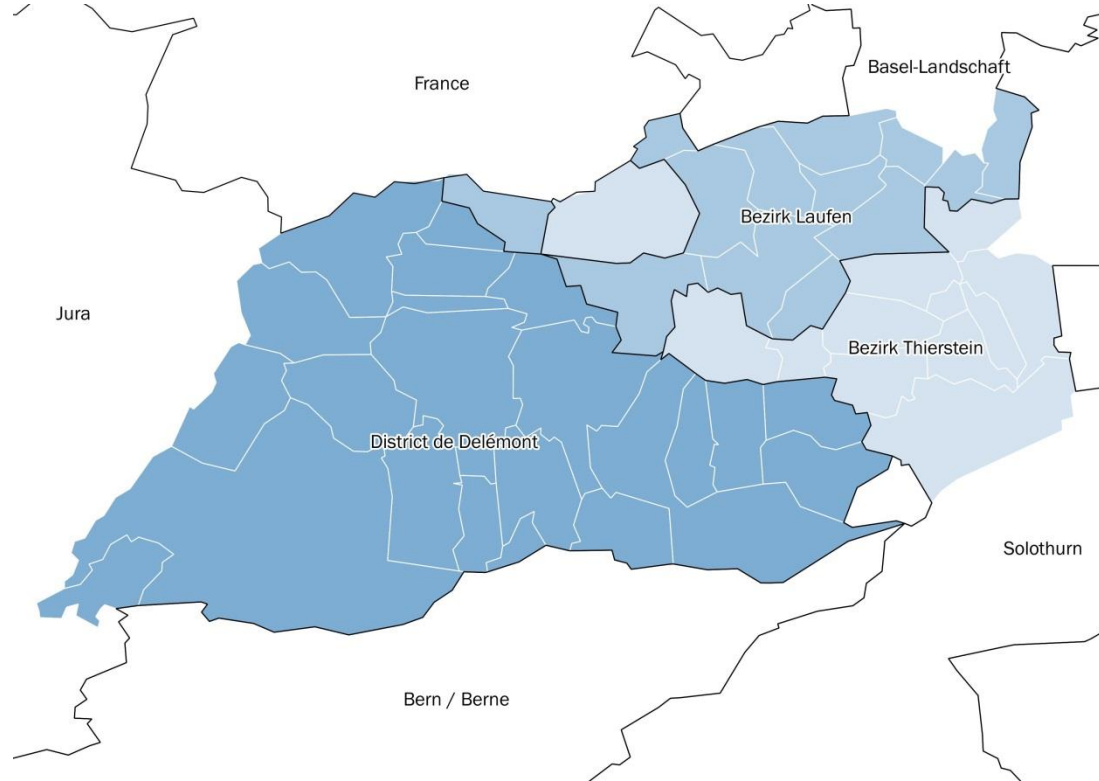 Basel-Landschaft
France
Bezirk Laufen
Jura
Bezirk Thierstein
District de Delémont
Solothurn
Bern / Berne